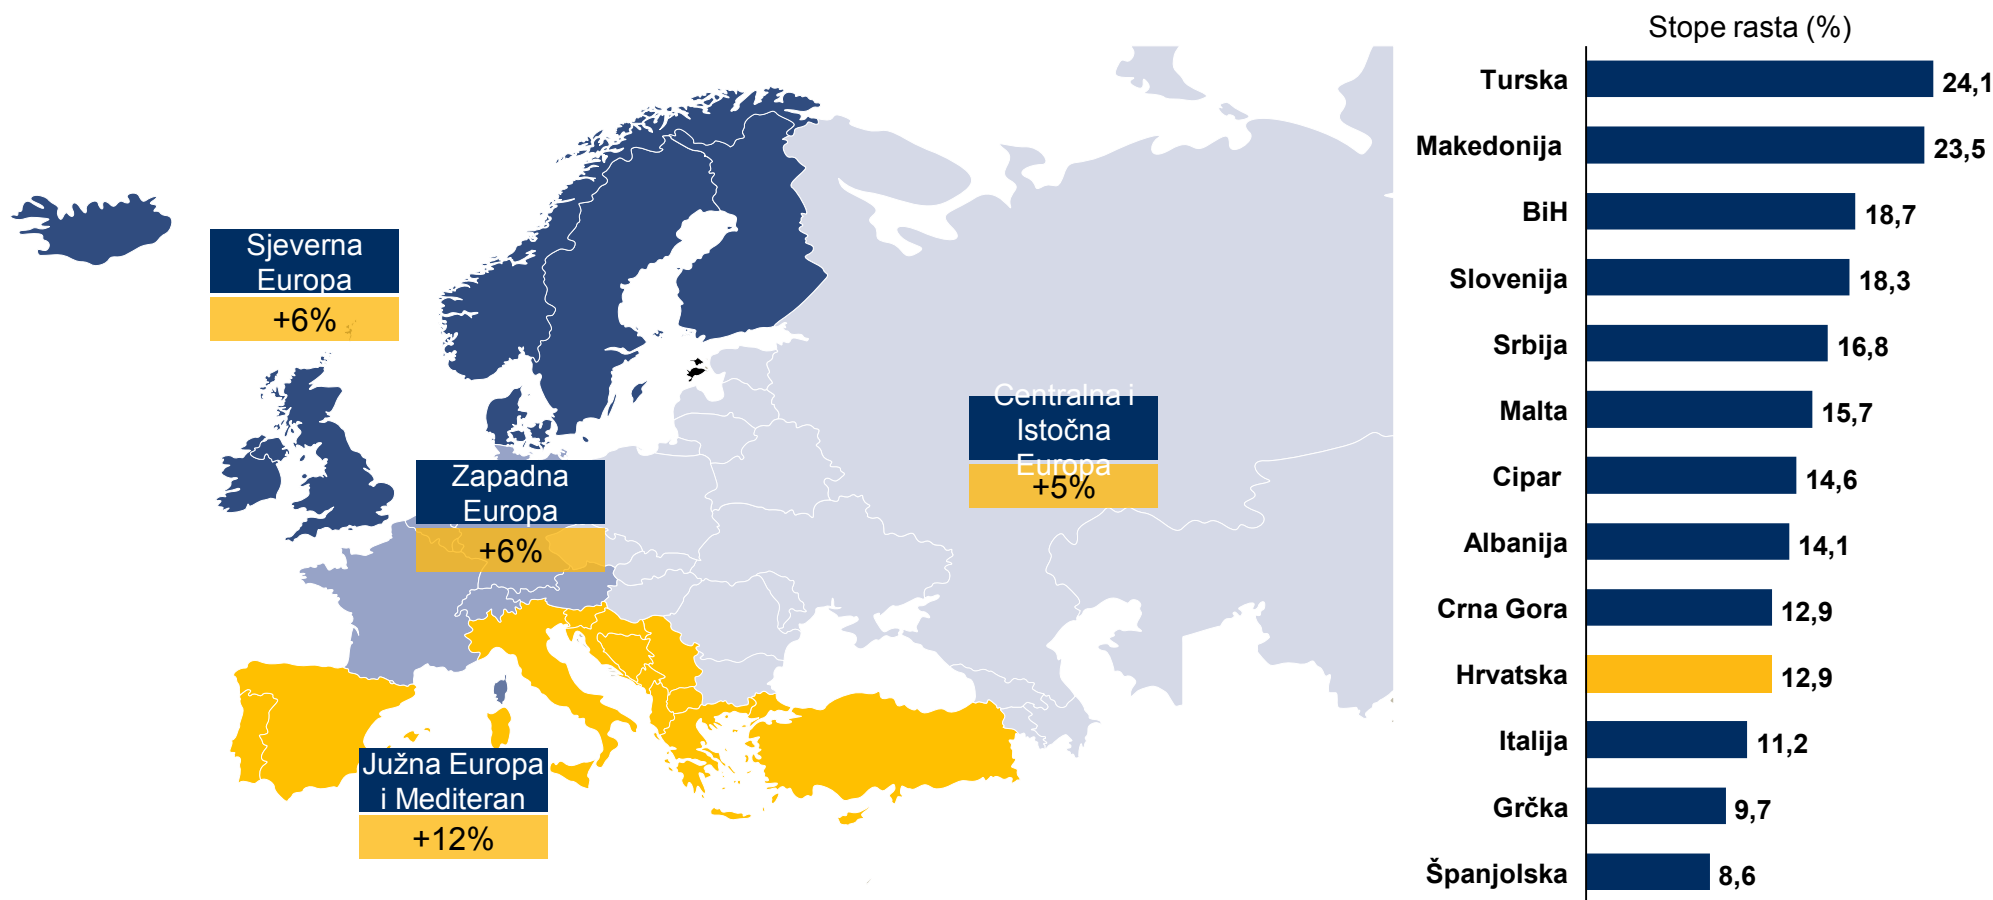 Sjeverna
Europa
+6%
Zapadna
Europa
+6%
Centralna i
Istočna
Europa
+5%
Južna Europa
i Mediteran
+12%
Stope rasta (%)
Turska 24,1
Makedonija 23,5
BiH 18,7
Slovenija 18,3
Srbija 16,8
Malta 15,7
Cipar 14,6
Albanija 14,1
Crna Gora 12,9
Hrvatska 12,9
Italija 11,2
Grčka 9,7
Španjolska 8,6